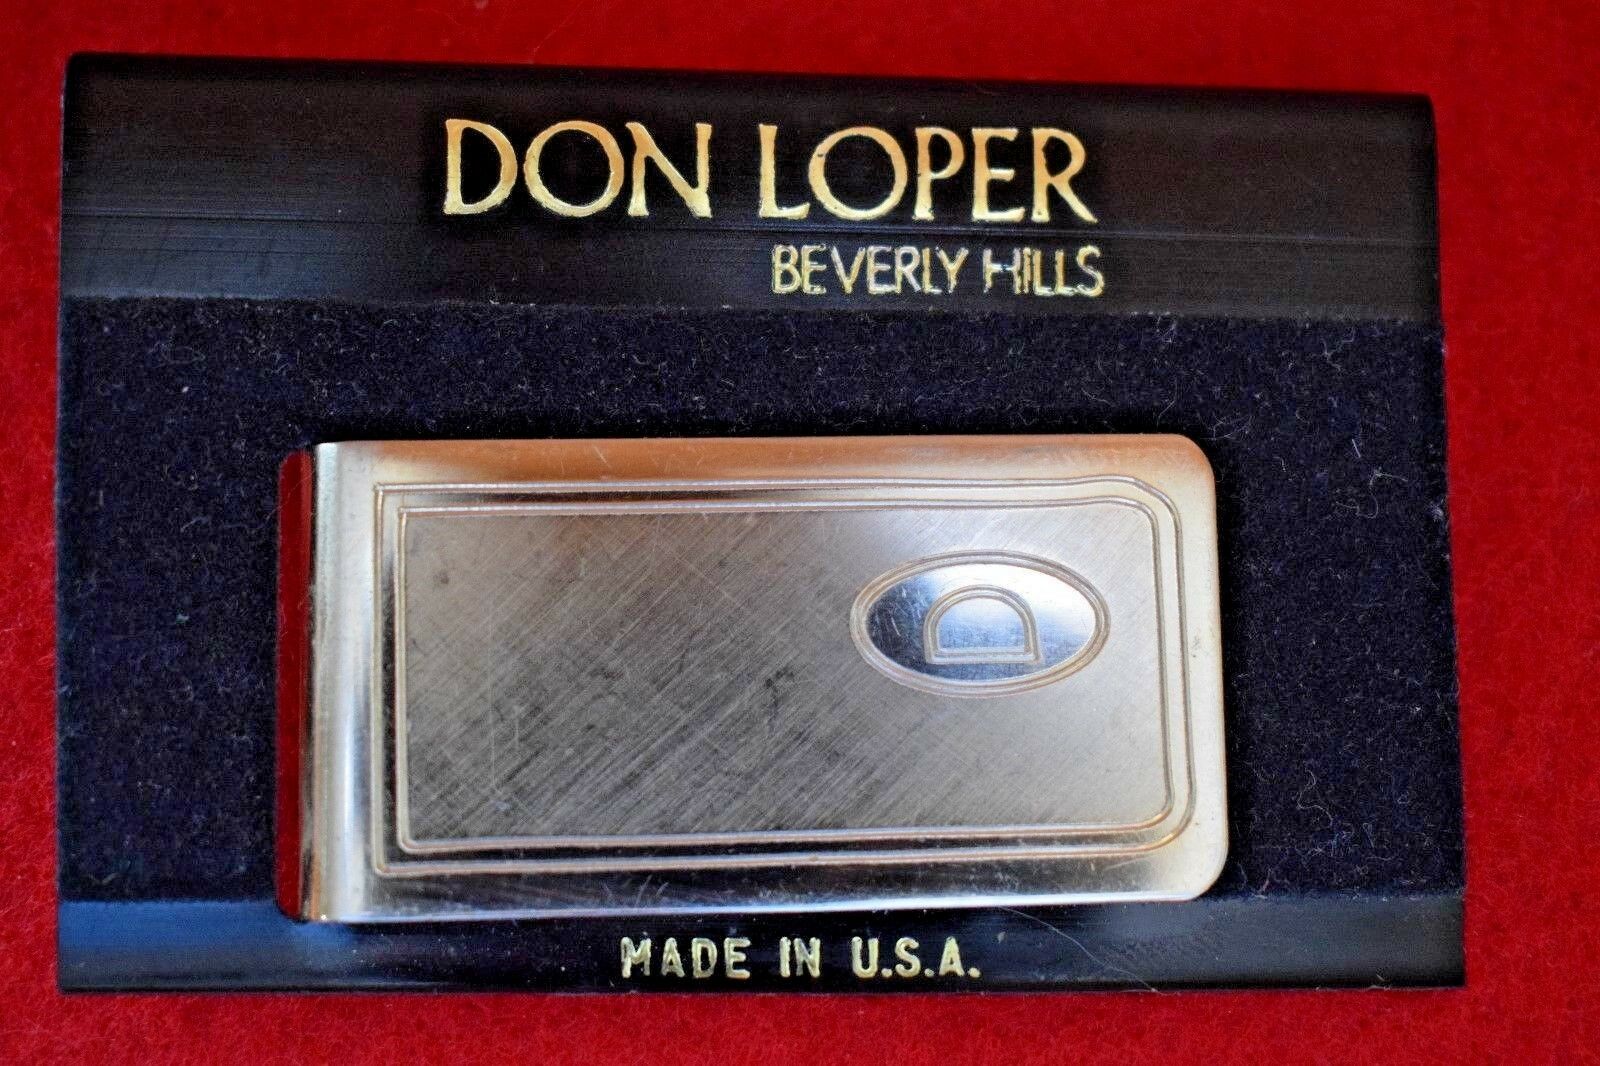 DON LOPER
BEVERLY HILLS
D
MADE IN U.S.A.